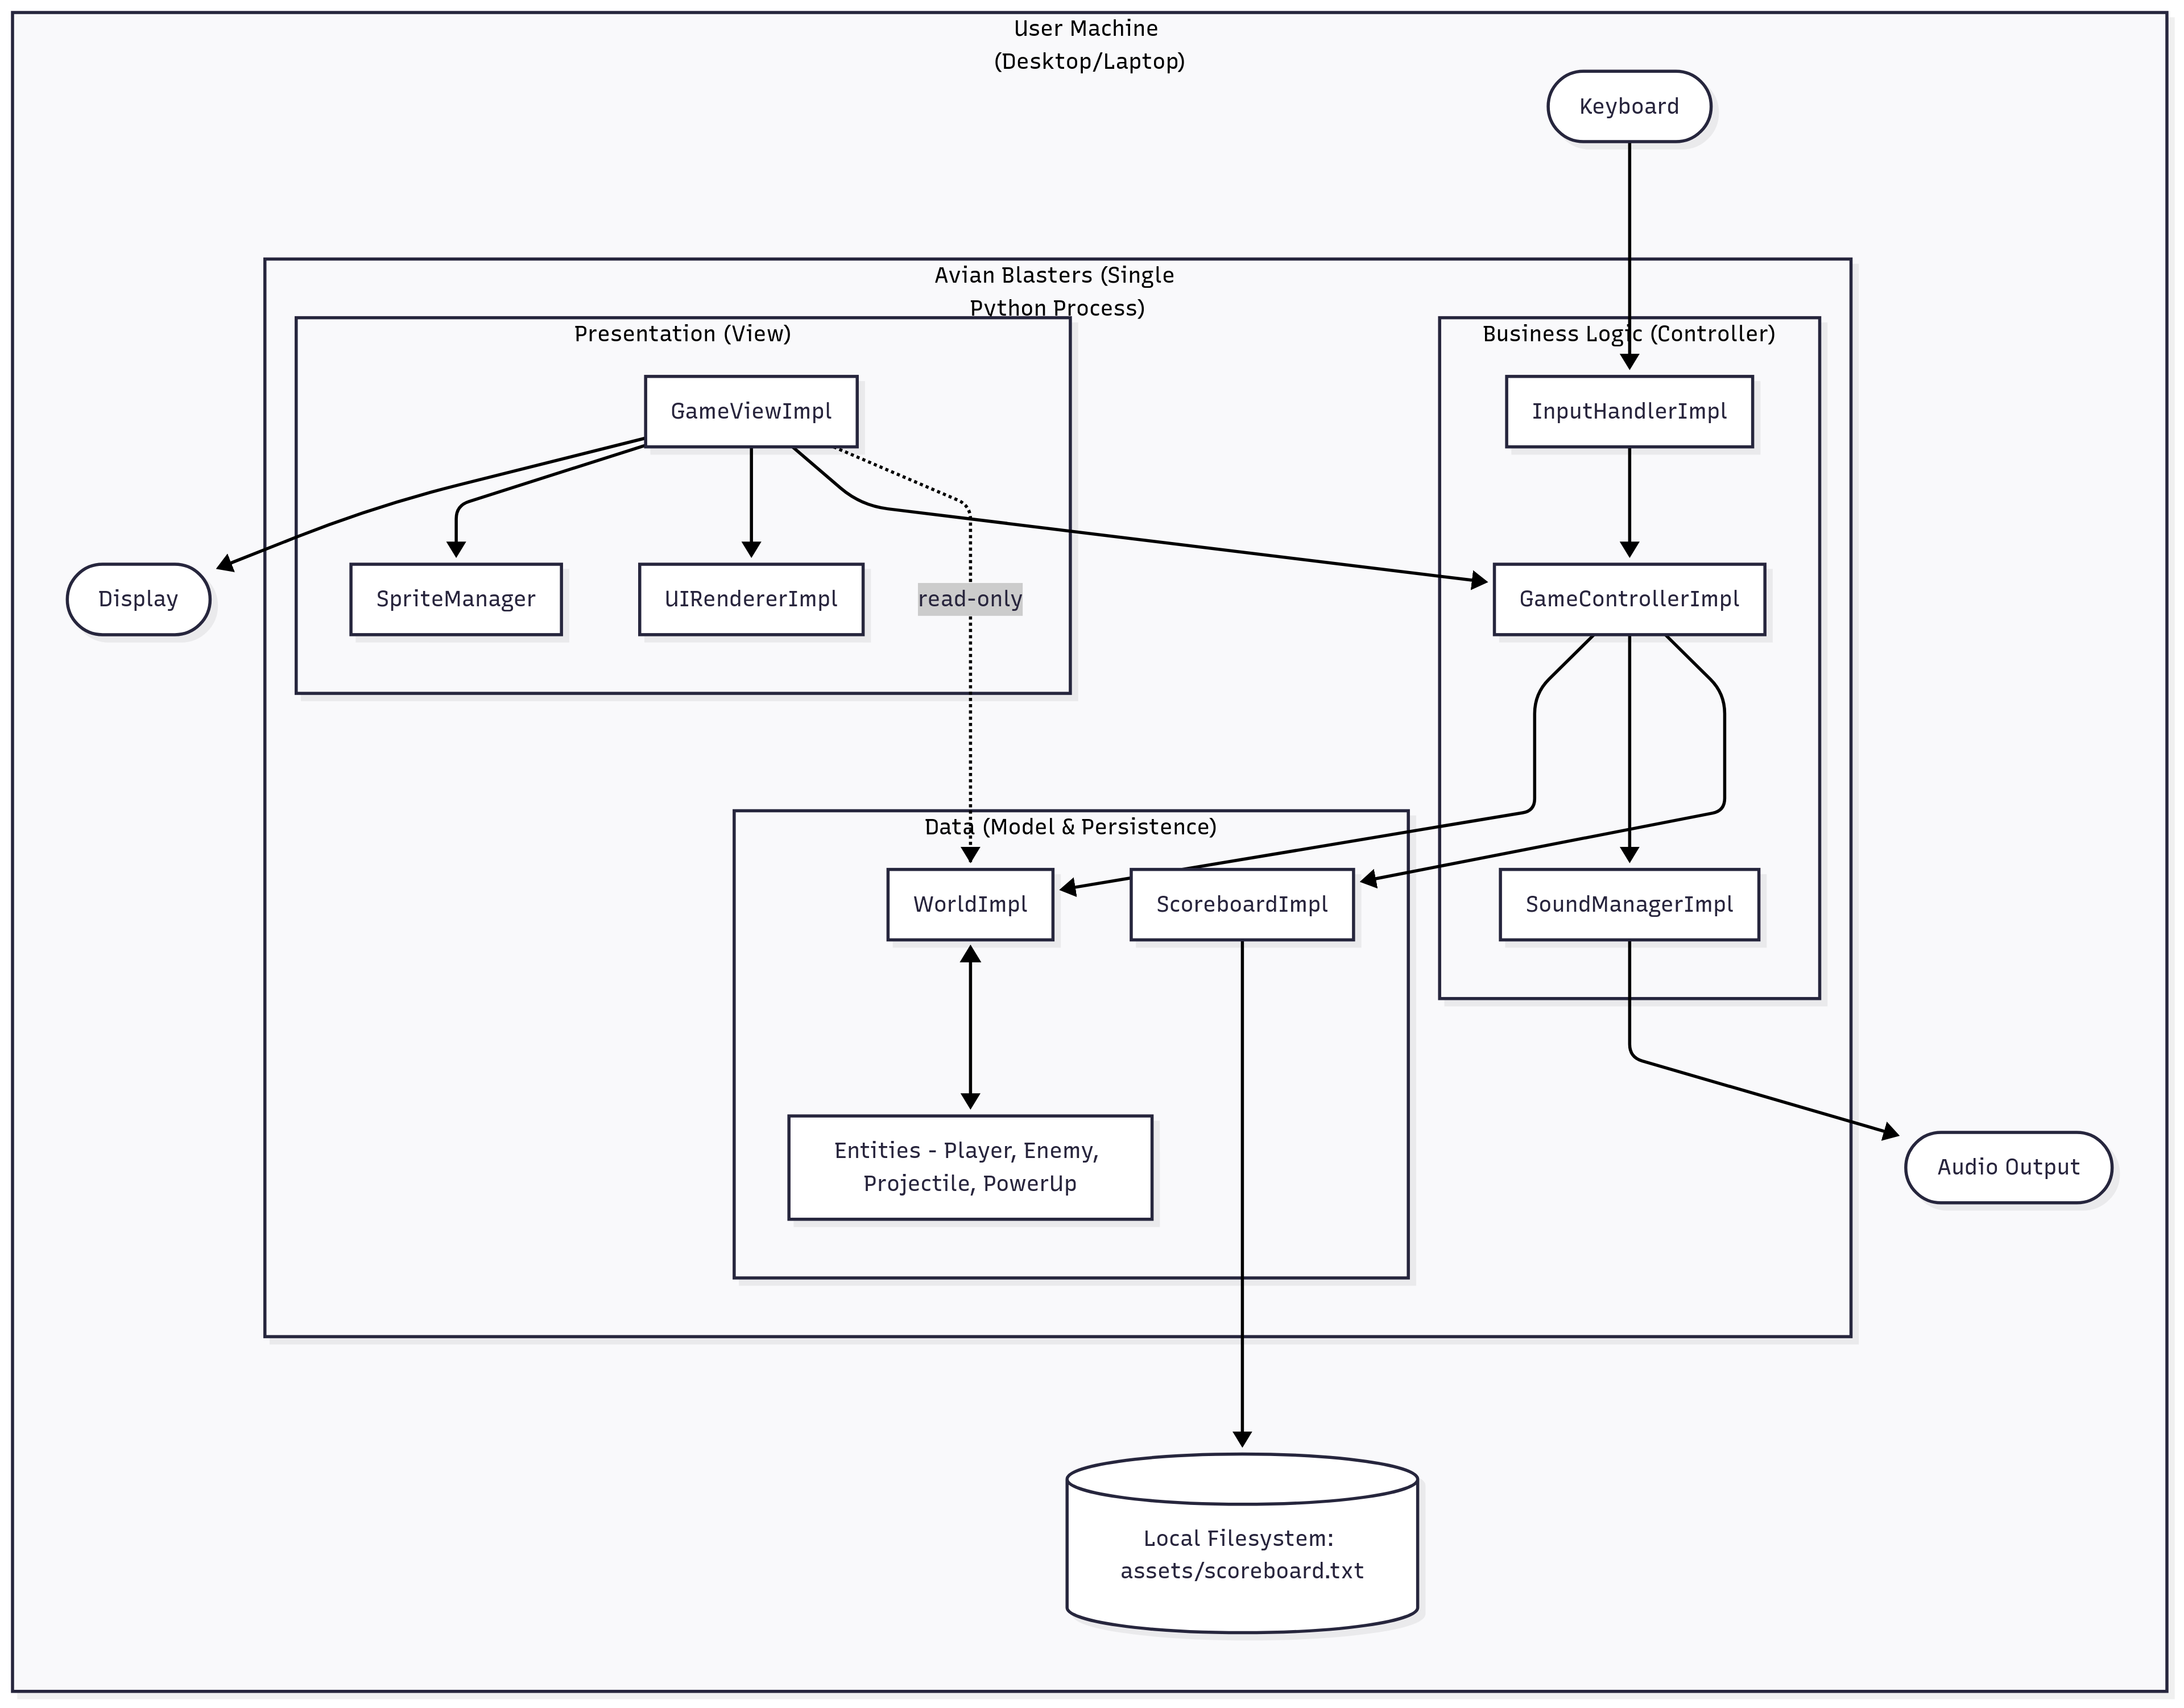 User Machine
(Desktop/Laptop)
Keyboard
Avian Blasters (Single
Python Process)
Presentation (View)
Business Logic (Controller)
GameViewImpl
InputHandlerImpl
Display
SpriteManager
UIRendererImpl
read-only
GameControllerImpl
Data (Model & Persistence)
WorldImpl
ScoreboardImpl
SoundManagerImpl
Entities - Player, Enemy,
Projectile, PowerUp
Audio Output
Local Filesystem:
assets/scoreboard.txt